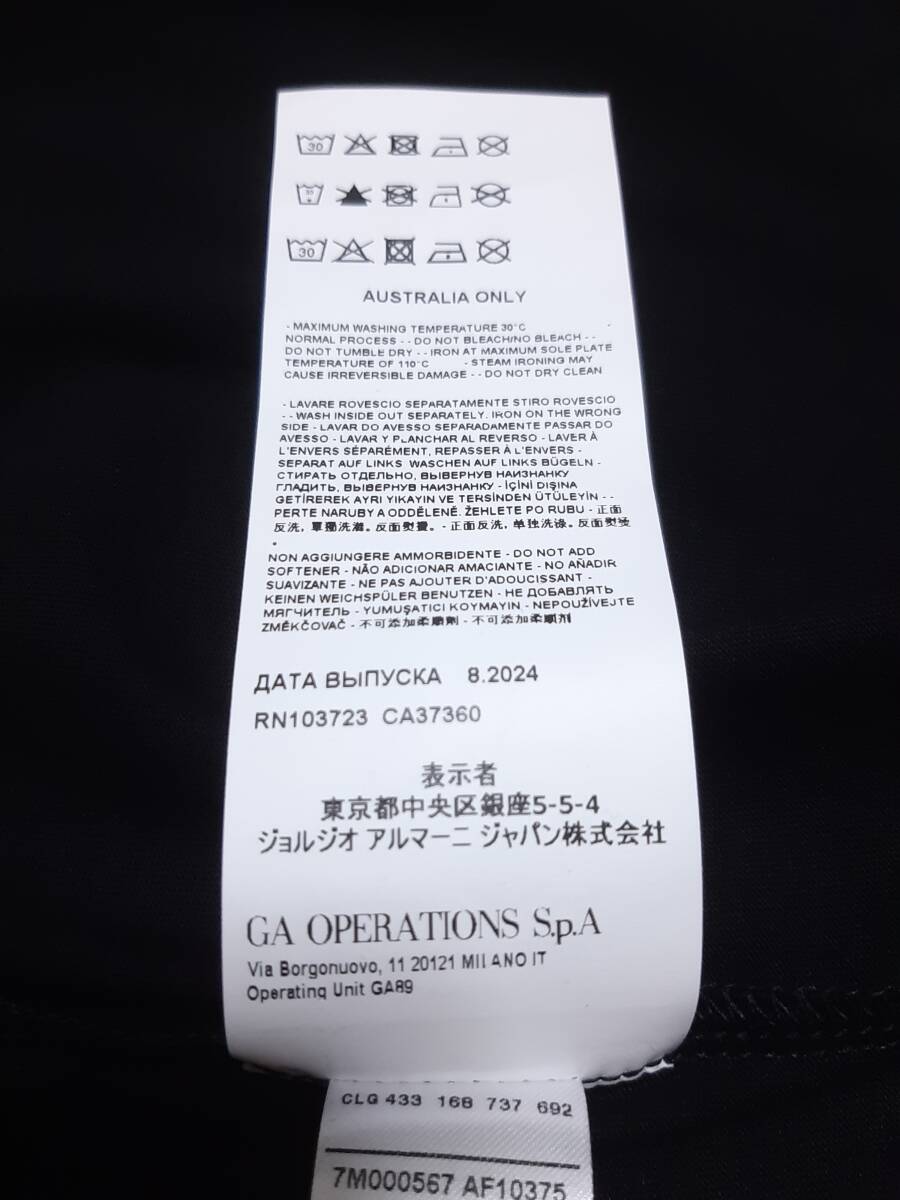 30
30
30
AUSTRALIA ONLY
- MAXIMUM WASHING TEMPERATURE 30°C
NORMAL PROCESS - - DO NOT BLEACH/NO BLEACH - -
DO NOT TUMBLE DRY - - IRON AT MAXIMUM SOLE PLATE
TEMPERATURE OF 110°C - STEAM IRONING MAY
CAUSE IRREVERSIBLE DAMAGE - - DO NOT DRY CLEAN
- LAVARE ROVESCIO SEPARATAMENTE STIRO ROVESCIO
- - WASH INSIDE OUT SEPARATELY. IRON ON THE WRONG
SIDE - LAVAR DO AVESSO SEPARADAMENTE PASSAR DO
AVESSO - LAVAR Y PLANCHAR AL REVERSO - LAVER À
L'ENVERS SÉPARÉMENT, REPASSER À L'ENVERS -
SEPARAT AUF LINKS WASCHEN AUF LINKS BÜGELN -
СТИРАТЬ ОТДЕЛЬНО, ВЫВЕРНУВ НАИЗНАНКУ
ГЛАДИТЬ, ВЫВЕРНУВ НАИЗНАНКУ - İÇİNİ DIŞINA
GETİREREK AYRI YIKAYIN VE TERSİNDEN ÜTÜLEYİN - -
PERTE NARUBY A ODDĚLENĚ. ŽEHLETE PO RUBU - 正面
反洗，單獨洗滌。反面熨燙。 - 正面反洗，单独洗涤。反面熨烫
.
NON AGGIUNGERE AMMORBIDENTE - DO NOT ADD
SOFTENER - NÃO ADICIONAR AMACIANTE - NO AÑADIR
SUAVIZANTE - NE PAS AJOUTER D'ADOUCISSANT -
KEINEN WEICHSPÜLER BENUTZEN - НЕ ДОБАВЛЯТЬ
МЯГЧИТЕЛЬ - YUMUŞATICI KOYMAYIN - NEPOUŽÍVEJTE
ZMĚKČOVAČ - 不可添加柔順劑 - 不可添加柔顺剂
ДАТА ВЫПУСКА 8.2024
RN103723 CA37360
表示者
東京都中央区銀座5-5-4
ジョルジオ アルマーニ ジャパン株式会社
GA OPERATIONS S.p.A
Via Borgonuovo, 11 20121 MILANO IT
Operating Unit GA89
CLG 433 168 737 692
7M000567 AF10375